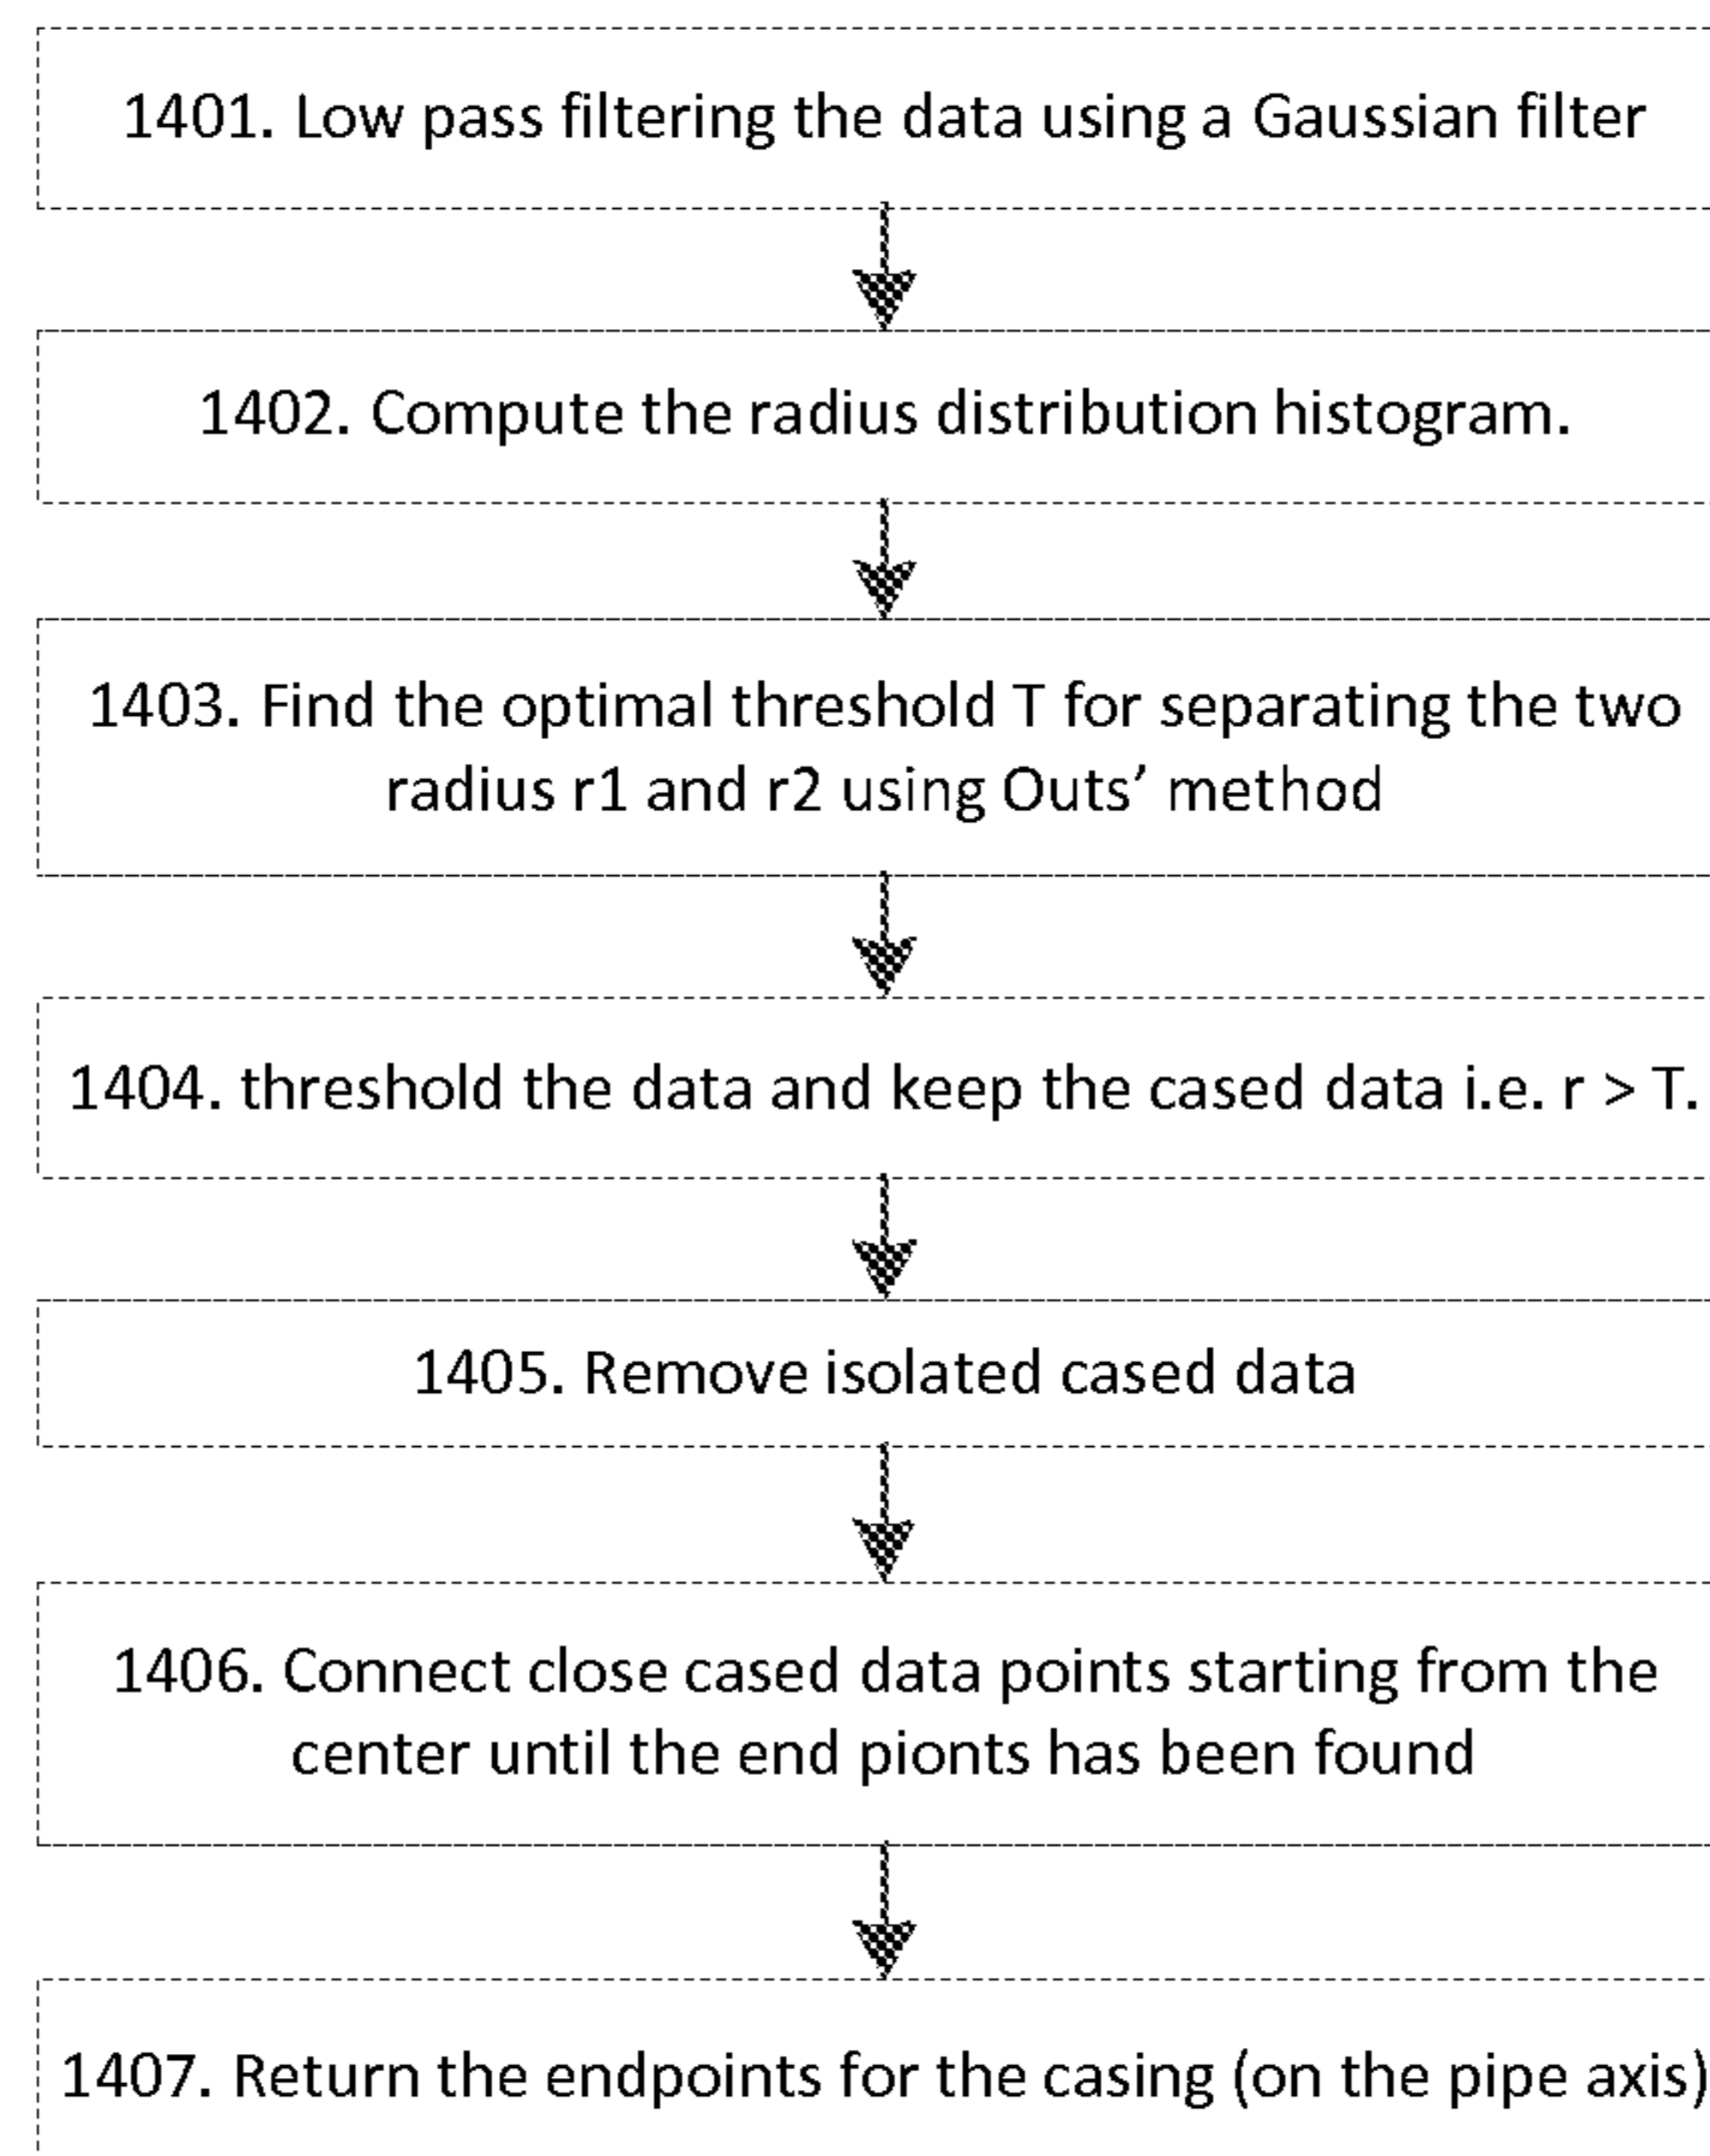 1401. Low pass filtering the data using a Gaussian filter
1402. Compute the radius distribution histogram.
1403. Find the optimal threshold T for separating the two
radius r1 and r2 using Outs’ method
1404. threshold the data and keep the cased data i.e. r > T.
1405. Remove isolated cased data
1406. Connect close cased data points starting from the
center until the end pionts has been found
1407. Return the endpoints for the casing (on the pipe axis)